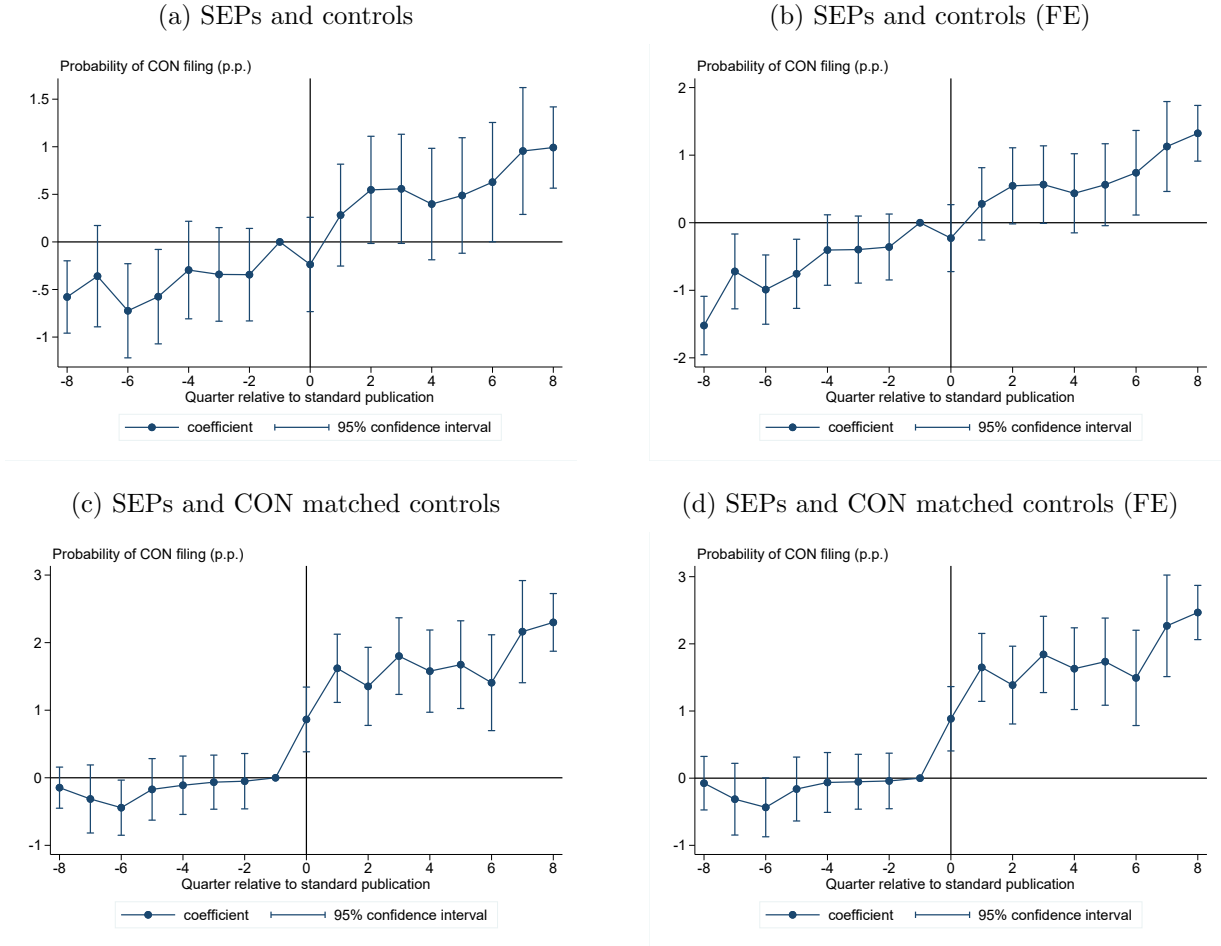 (a) SEPs and controls
Probability of CON filing (p.p.)
1.5
1
.5
0
-.5
-1
-8 -6 -4 -2 0 2 4 6 8
Quarter relative to standard publication
coefficient 95% confidence interval
(b) SEPs and controls (FE)
Probability of CON filing (p.p.)
2
1
0
-1
-2
-8 -6 -4 -2 0 2 4 6 8
Quarter relative to standard publication
coefficient 95% confidence interval
(c) SEPs and CON matched controls
Probability of CON filing (p.p.)
3
2
1
0
-1
-8 -6 -4 -2 0 2 4 6 8
Quarter relative to standard publication
coefficient 95% confidence interval
(d) SEPs and CON matched controls (FE)
Probability of CON filing (p.p.)
3
2
1
0
-1
-8 -6 -4 -2 0 2 4 6 8
Quarter relative to standard publication
coefficient 95% confidence interval